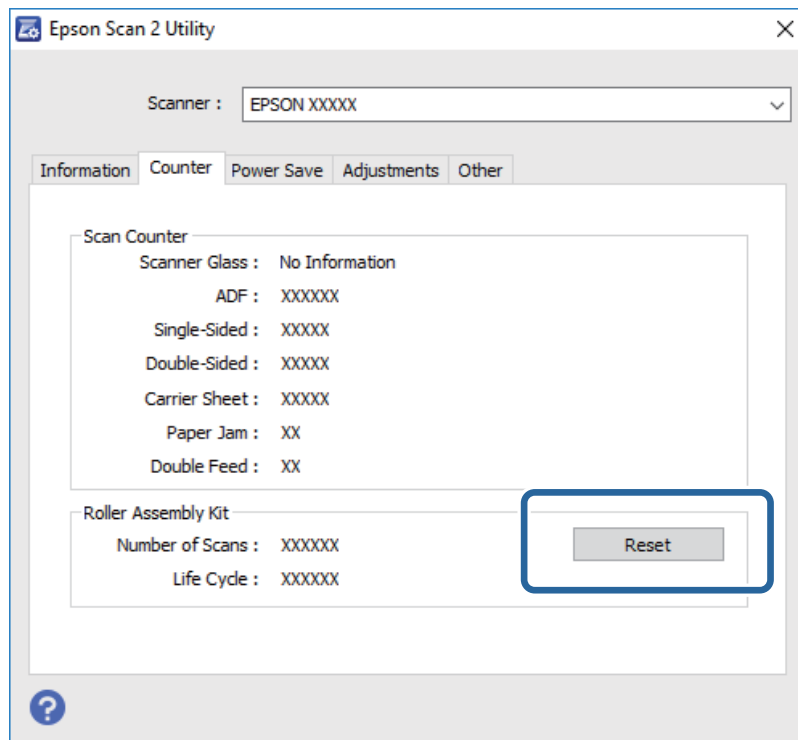 Epson Scan 2 Utility
Scanner : EPSON XXXXX
Information Counter Power Save Adjustments Other
Scan Counter
Scanner Glass : No Information
ADF : XXXXXX
Single-Sided : XXXXX
Double-Sided : XXXXX
Carrier Sheet : XXXXX
Paper Jam : XX
Double Feed : XX
Roller Assembly Kit
Number of Scans : XXXXXX Reset
Life Cycle : XXXXXX
?